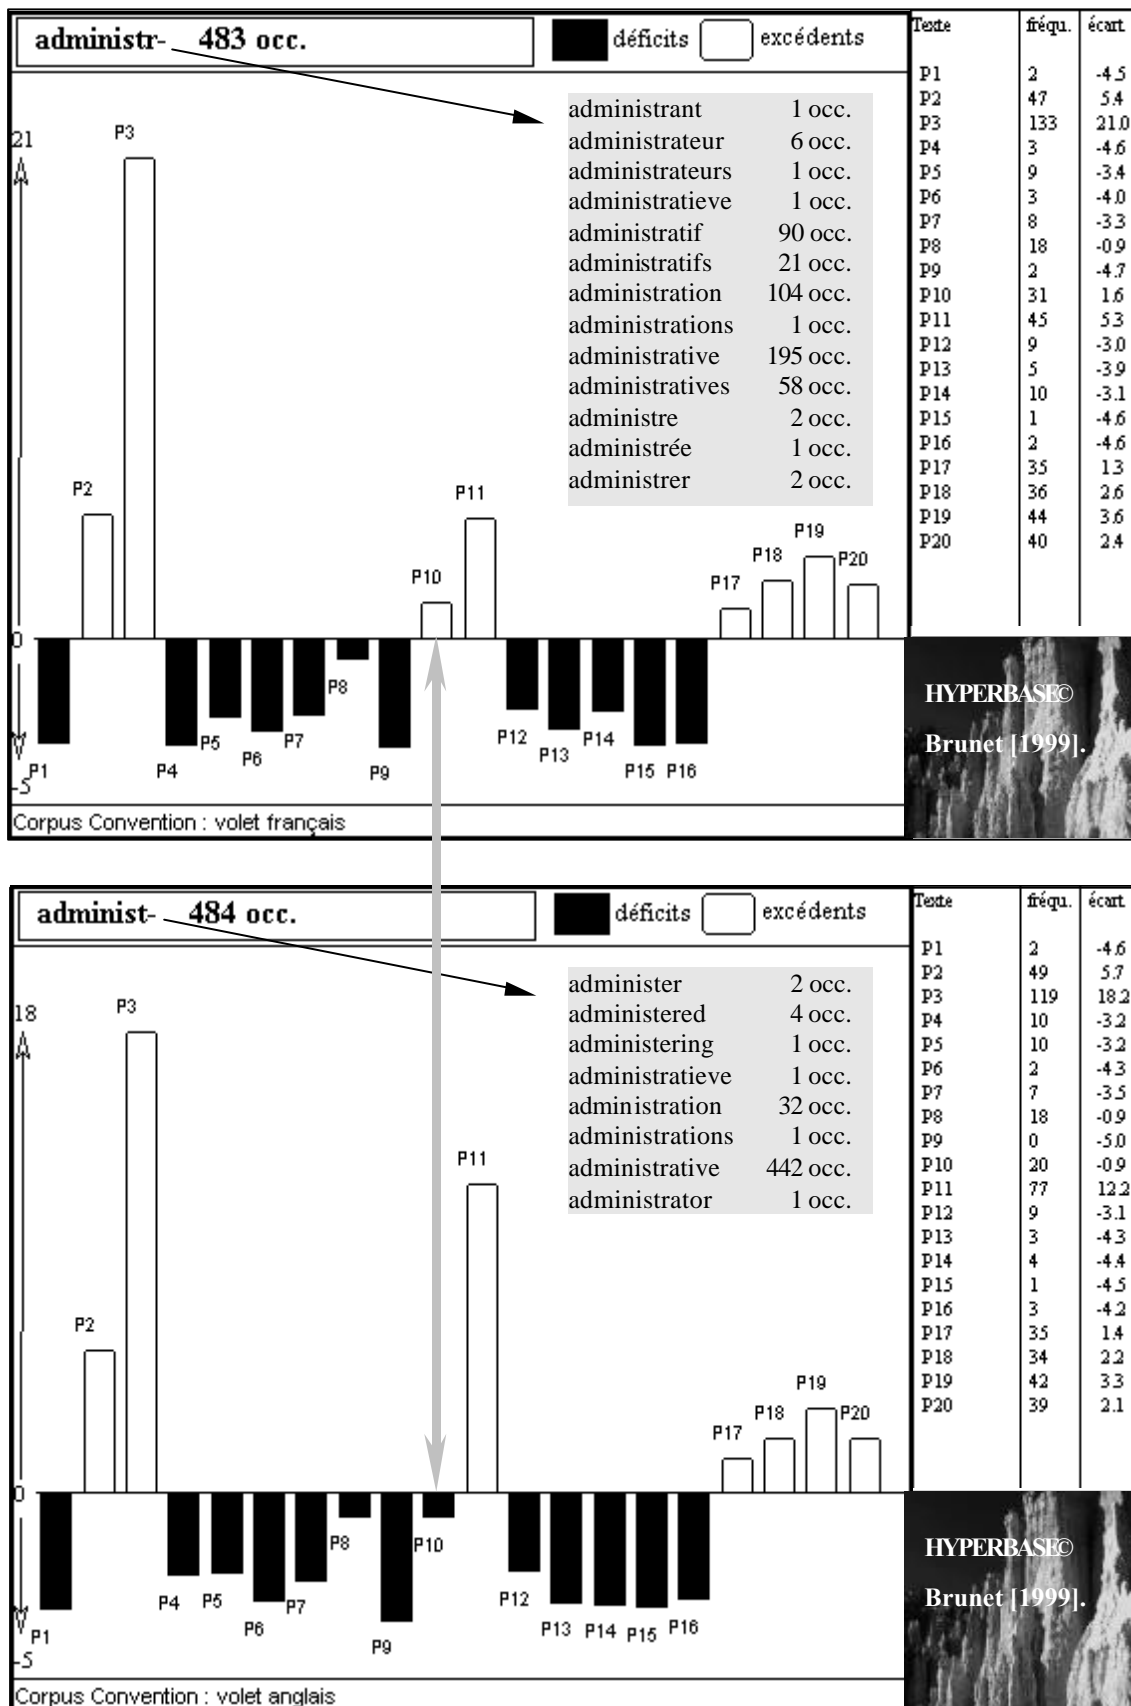 administr- 483 occ.
déficits excédents
Texte fréqu. écart
P1 2 -4.5
P2 47 5.4
P3 133 21.0
P4 3 -4.6
P5 9 -3.4
P6 3 -4.0
P7 8 -3.3
P8 18 -0.9
P9 2 -4.7
P10 31 1.6
P11 45 5.3
P12 9 -3.0
P13 5 -3.9
P14 10 -3.1
P15 1 -4.6
P16 2 -4.6
P17 35 1.3
P18 36 2.6
P19 44 3.6
P20 40 2.4
administrant 1 occ.
administrateur 6 occ.
administrateurs 1 occ.
administratieve 1 occ.
administratif 90 occ.
administratifs 21 occ.
administration 104 occ.
administrations 1 occ.
administrative 195 occ.
administratives 58 occ.
administre 2 occ.
administrée 1 occ.
administrer 2 occ.
21
P3
P2
P11
P10
P19
P18
P20
P17
0
P8
P5
P7
P6
P12
P14
P13
P1
P4
P9
P15
P16
-5
Corpus Convention : volet français
HYPERBASE©
Brunet [1999].
administ- 484 occ.
déficits excédents
Texte fréqu. écart
P1 2 -4.6
P2 49 5.7
P3 119 18.2
P4 10 -3.2
P5 10 -3.2
P6 2 -4.3
P7 7 -3.5
P8 18 -0.9
P9 0 -5.0
P10 20 -0.9
P11 77 12.2
P12 9 -3.1
P13 3 -4.3
P14 4 -4.4
P15 1 -4.5
P16 3 -4.2
P17 35 1.4
P18 34 2.2
P19 42 3.3
P20 39 2.1
administer 2 occ.
administered 4 occ.
administering 1 occ.
administratieve 1 occ.
administration 32 occ.
administrations 1 occ.
administrative 442 occ.
administrator 1 occ.
18
P3
P11
P2
P19
P18
P20
P17
0
P8
P10
P4
P5
P7
P12
P1
P6
P9
P13
P14
P15
P16
-5
Corpus Convention : volet anglais
HYPERBASE©
Brunet [1999].